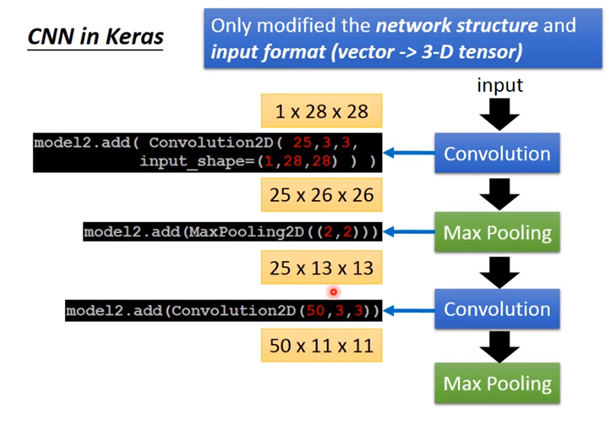 CNN in Keras
Only modified the network structure and
input format (vector -> 3-D tensor)
input
1 x 28 x 28
model2.add( Convolution2D( 25,3,3,
input_shape=(1,28,28) ) )
Convolution
25 x 26 x 26
model2.add(MaxPooling2D((2,2)))
Max Pooling
25 x 13 x 13
model2.add(Convolution2D(50,3,3))
Convolution
50 x 11 x 11
Max Pooling